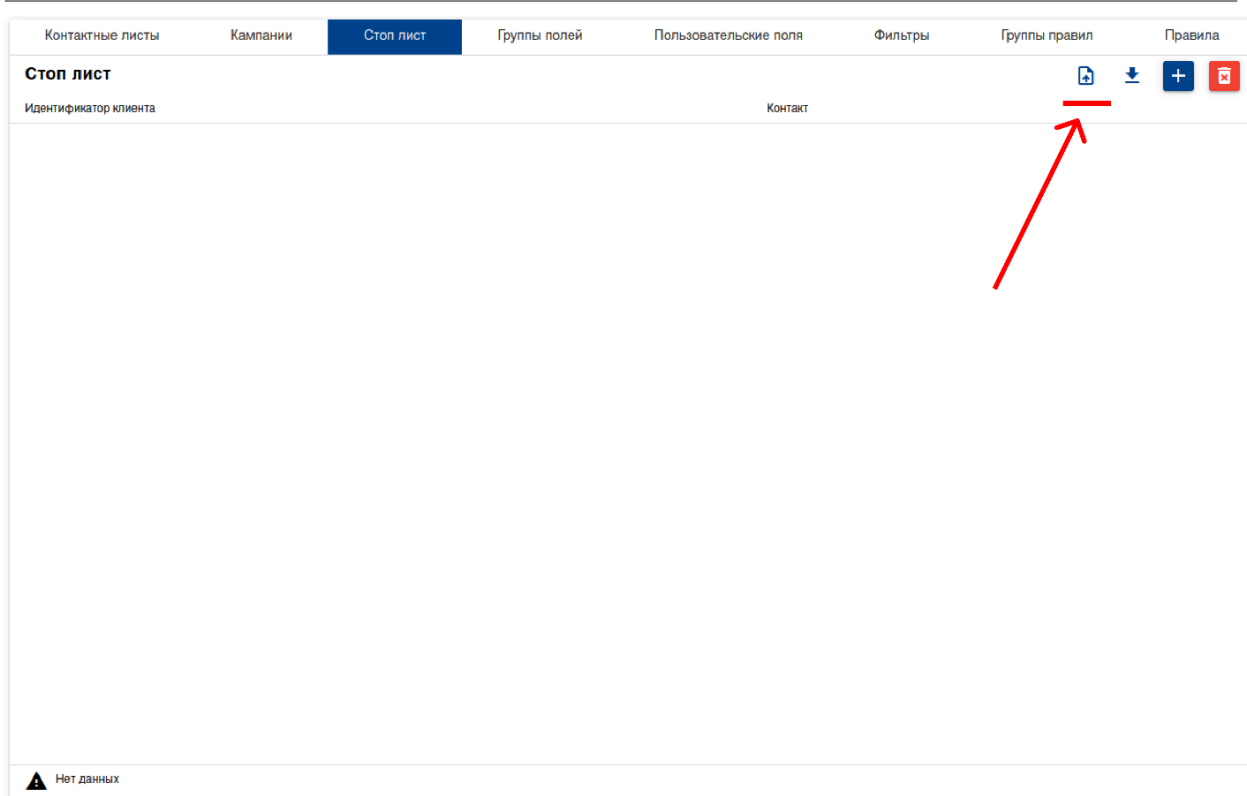 Контактные листы Кампании Стоп лист Группы полей Пользовательские поля Фильтры Группы правил Правила
Стоп лист
Идентификатор клиента Контакт
Нет данных